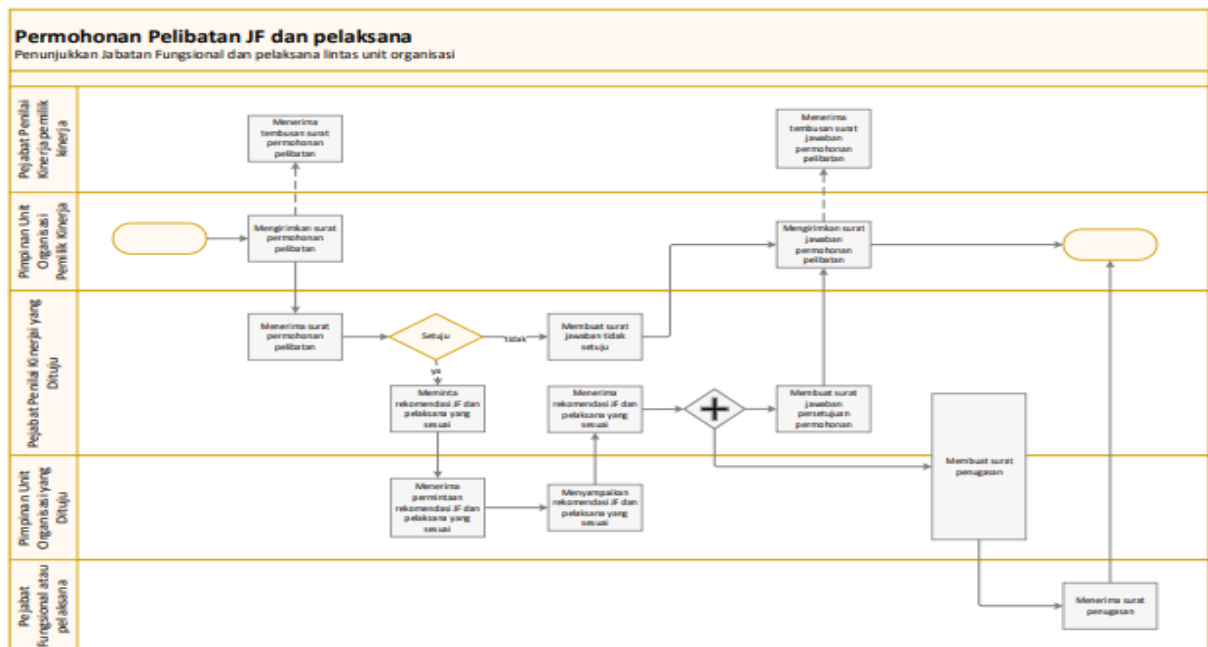 Permohonan Pelibatan JF dan pelaksana
Penunjukkan Jabatan Fungsional dan pelaksana lintas unit organisasi
Pejabat Penilai
Kinerja pemilik
kinerja
Menerima
tembusan surat
permohonan
pelibatan
Menerima
tembusan surat
jawaban
permohonan
pelibatan
Pimpinan Unit
Organisasi
Pemilik Kinerja
Mengirimkan surat
permohonan
pelibatan
Mengirimkan surat
jawaban
permohonan
pelibatan
Pejabat Penilai Kinerjai yang
Dituju
Menerima surat
permohonan
pelibatan
Setuju
tidak
ya
Membuat surat
jawaban tidak
setuju
Meminta
rekomendasi JF dan
pelaksana yang
sesuai
Menerima
rekomendasi JF dan
pelaksana yang
sesuai
Membuat surat
jawaban
persetujuan
permohonan
Membuat surat
penugasan
Pimpinan Unit
Organisasi yang
Dituju
Menerima
permintaan
rekomendasi JF dan
pelaksana yang
sesuai
Menyampaikan
rekomendasi JF dan
pelaksana yang
sesuai
Pejabat
Fungsional atau
pelaksana
Menerima surat
penugasan